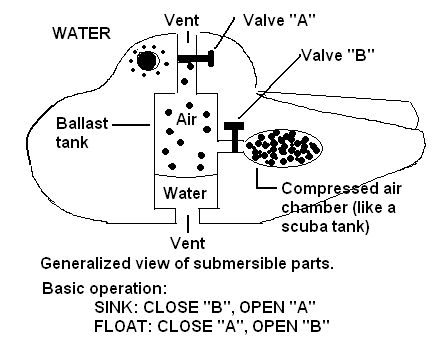 Vent
Valve "A"
WATER
Valve "B"
Ballast
tank
Air
Water
Compressed air
chamber (like a
scuba tank)
Vent
Generalized view of submersible parts.
Basic operation:
SINK: CLOSE "B", OPEN "A"
FLOAT: CLOSE "A", OPEN "B"